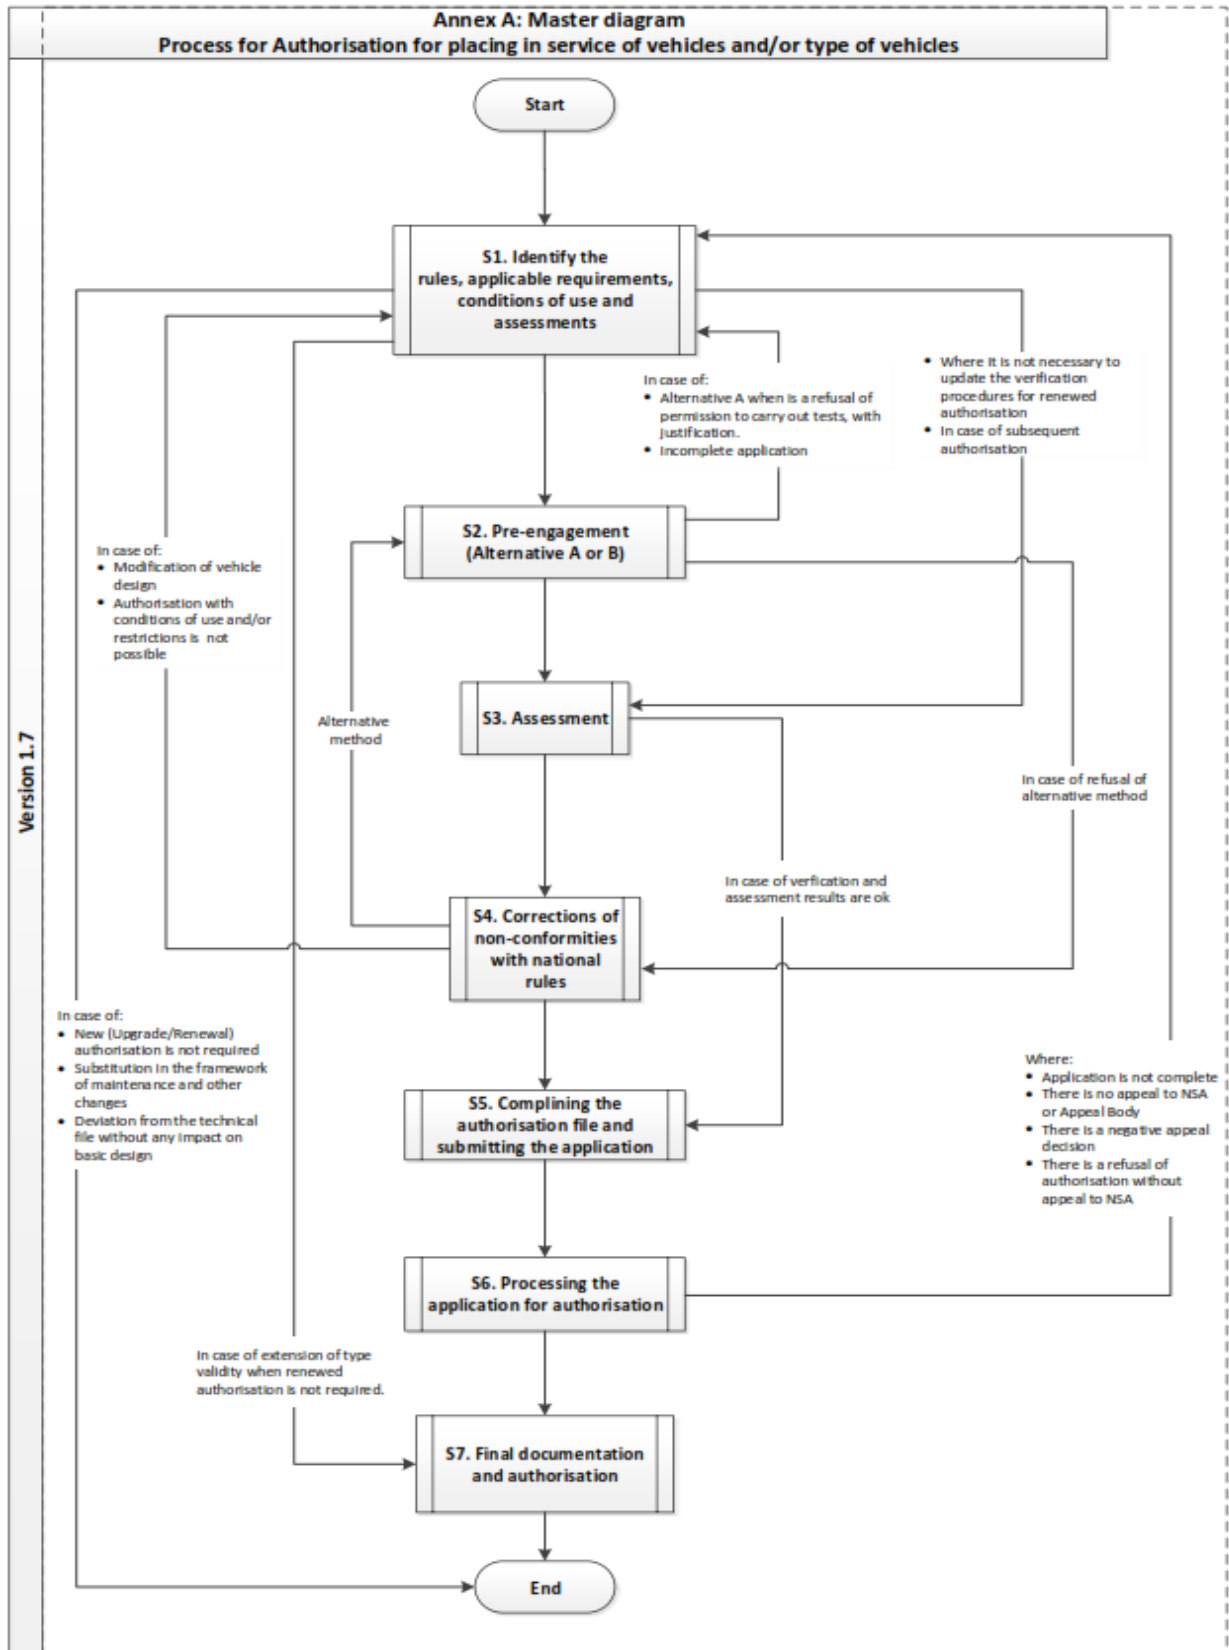 Annex A: Master diagram
Process for Authorisation for placing in service of vehicles and/or type of vehicles
Version 1.7
Start
S1. Identify the
rules, applicable requirements,
conditions of use and
assessments
In case of:
• Alternative A when is a refusal of
permission to carry out tests, with
justification.
• Incomplete application
• Where it is not necessary to
update the verification
procedures for renewed
authorisation
• In case of subsequent
authorisation
S2. Pre-engagement
(Alternative A or B)
In case of:
• Modification of vehicle
design
• Authorisation with
conditions of use and/or
restrictions is not
possible
Alternative
method
S3. Assessment
In case of refusal of
alternative method
In case of verfication and
assessment results are ok
S4. Corrections of
non-conformities
with national
rules
In case of:
• New (Upgrade/Renewal)
authorisation is not required
• Substitution in the framework
of maintenance and other
changes
• Deviation from the technical
file without any impact on
basic design
S5. Complining the
authorisation file and
submitting the application
Where:
• Application is not complete
• There is no appeal to NSA
or Appeal Body
• There is a negative appeal
decision
• There is a refusal of
authorisation without
appeal to NSA
S6. Processing the
application for authorisation
In case of extension of type
validity when renewed
authorisation is not required.
S7. Final documentation
and authorisation
End